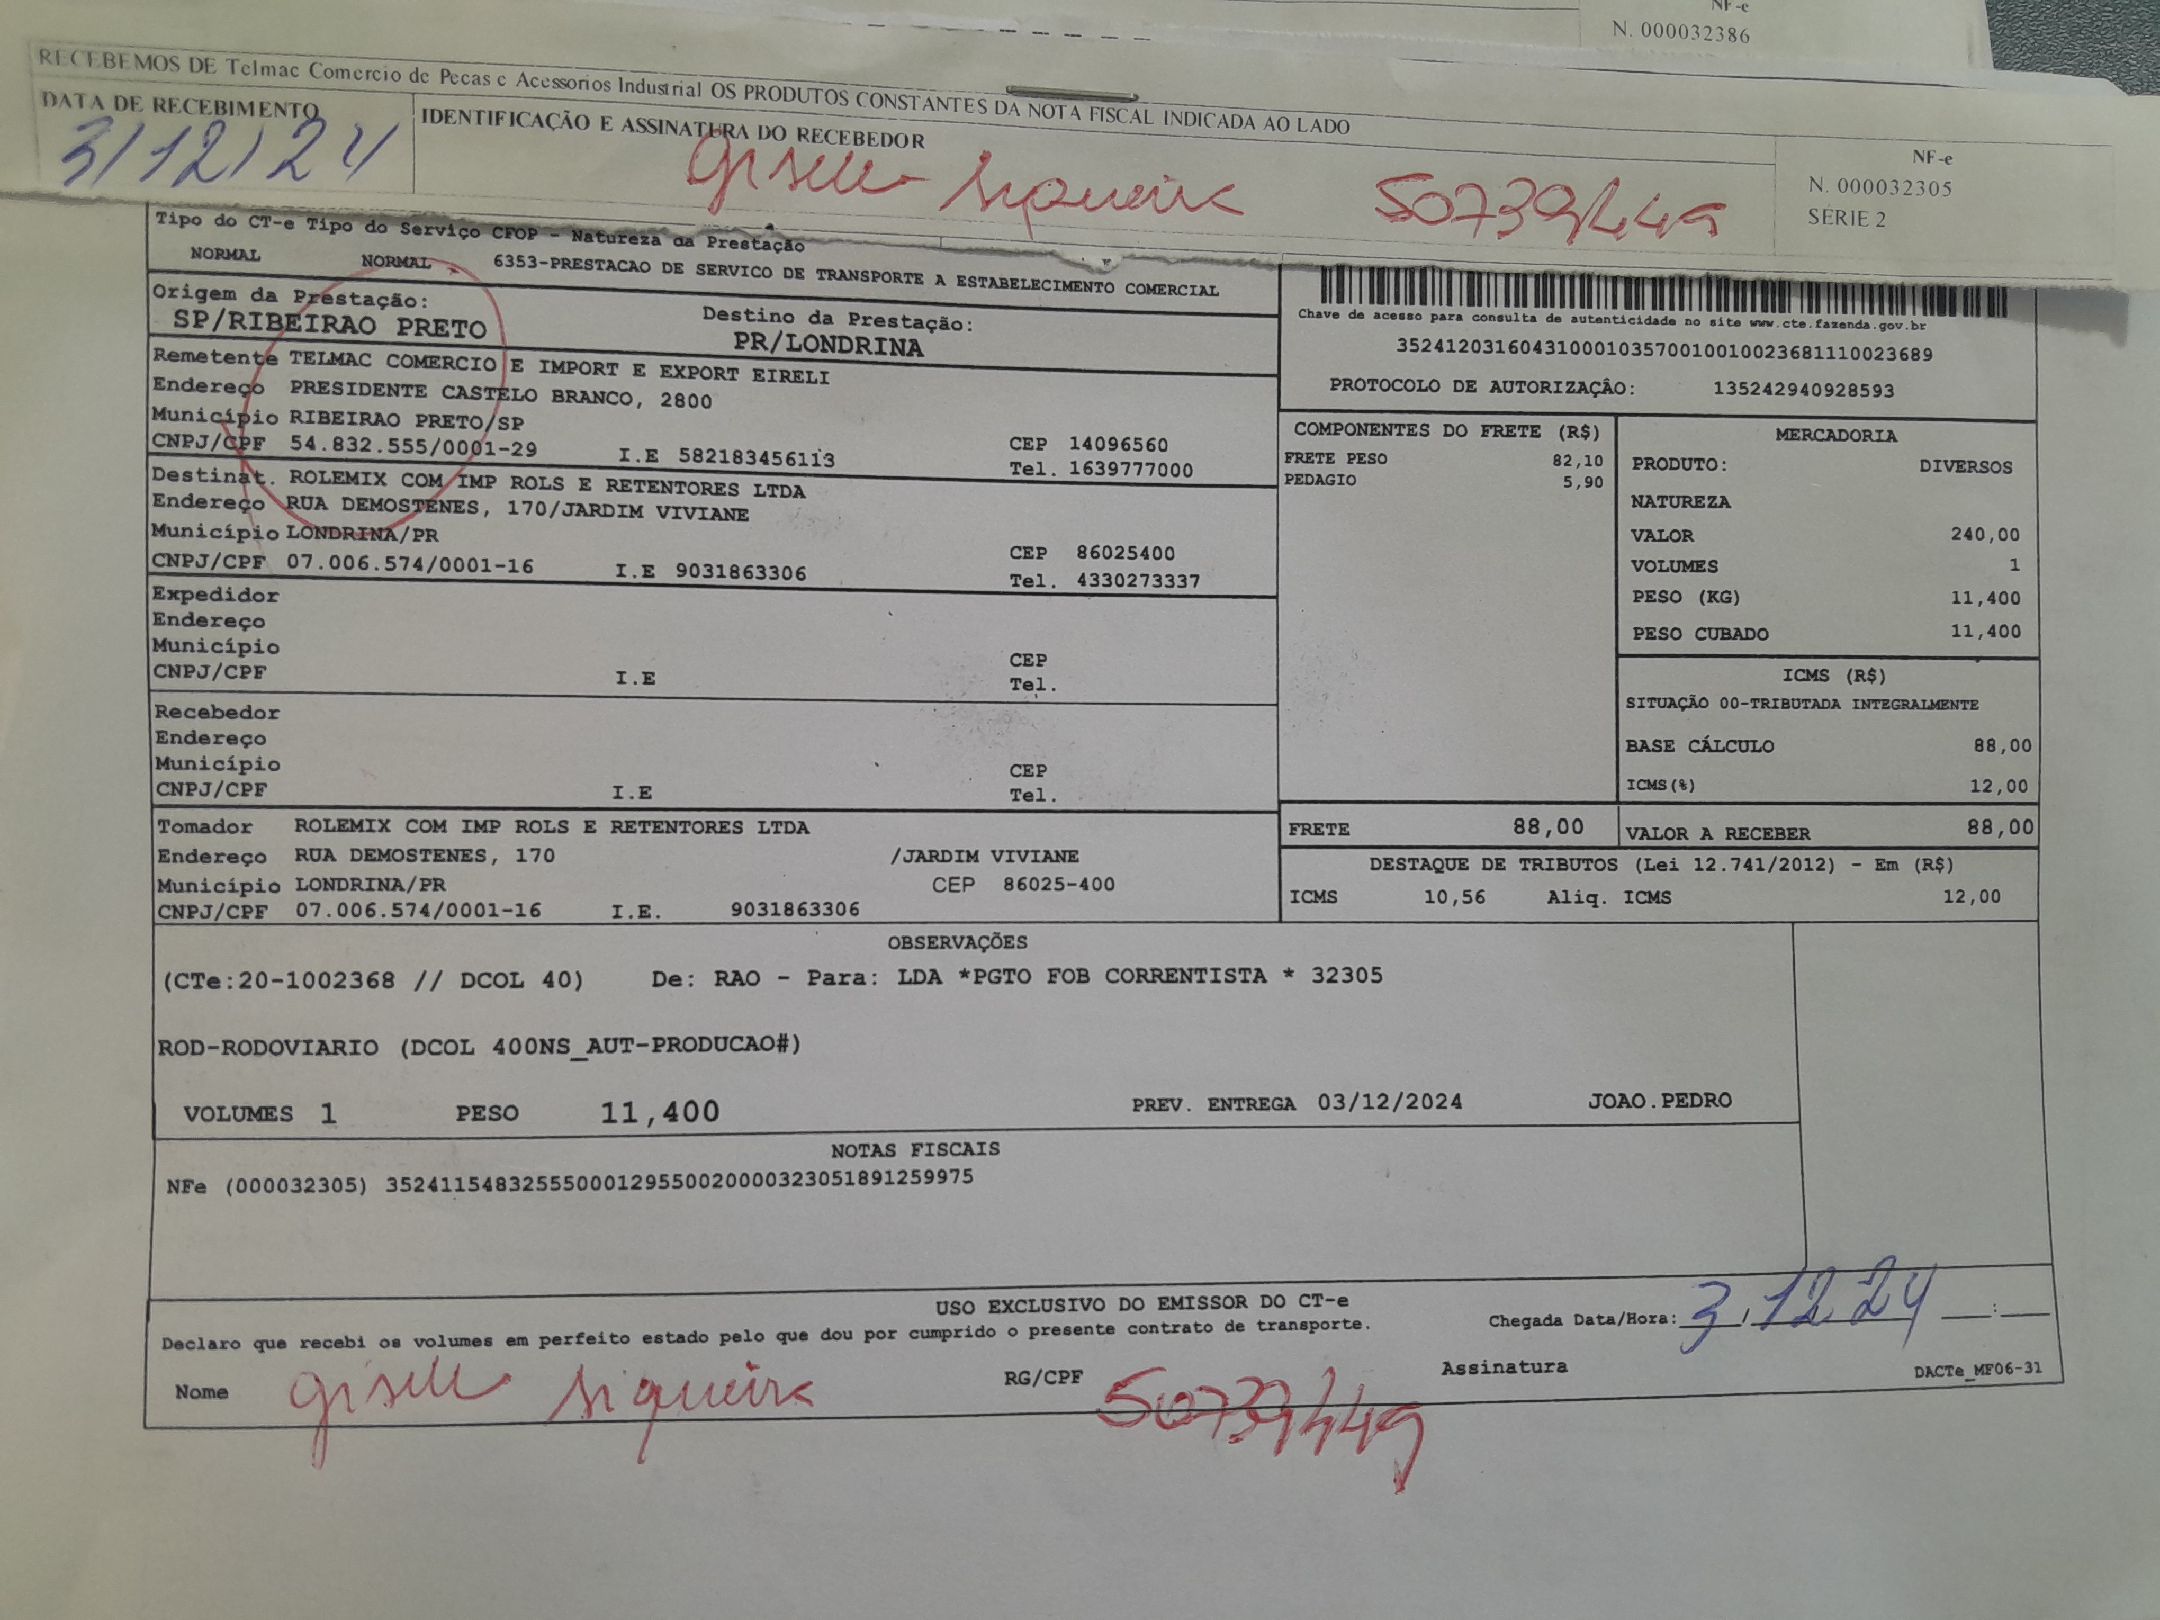 NF-e
N. 000032386
RECEBEMOS DE Telmac Comercio de Pecas e Acessorios Industrial OS PRODUTOS CONSTANTES DA NOTA FISCAL INDICADA AO LADO
DATA DE RECEBIMENTO
3/12/24
IDENTIFICAÇÃO E ASSINATURA DO RECEBEDOR
Giselle Siqueira
NF-e
N. 000032305
SÉRIE 2
Tipo do CT-e Tipo do Serviço CFOP - Natureza da Prestação
NORMAL NORMAL 6353-PRESTACAO DE SERVICO DE TRANSPORTE A ESTABELECIMENTO COMERCIAL
Origem da Prestação:
SP/RIBEIRAO PRETO
Destino da Prestação:
PR/LONDRINA
Remetente TELMAC COMERCIO E IMPORT E EXPORT EIRELI
Endereço PRESIDENTE CASTELO BRANCO, 2800
Município RIBEIRAO PRETO/SP
CNPJ/CPF 54.832.555/0001-29 I.E 582183456113
CEP 14096560
Tel. 1639777000
Destinat. ROLEMIX COM IMP ROLS E RETENTORES LTDA
Endereço RUA DEMOSTENES, 170/JARDIM VIVIANE
Município LONDRINA/PR
CNPJ/CPF 07.006.574/0001-16 I.E 9031863306
CEP 86025400
Tel. 4330273337
Expedidor
Endereço
Município
CNPJ/CPF I.E
CEP
Tel.
Recebedor
Endereço
Município
CNPJ/CPF I.E
CEP
Tel.
Tomador ROLEMIX COM IMP ROLS E RETENTORES LTDA
Endereço RUA DEMOSTENES, 170 /JARDIM VIVIANE
Município LONDRINA/PR CEP 86025-400
CNPJ/CPF 07.006.574/0001-16 I.E. 9031863306
Chave de acesso para consulta de autenticidade no site www.cte.fazenda.gov.br
35241203160431000103570010010023681110023689
PROTOCOLO DE AUTORIZAÇÂO: 135242940928593
COMPONENTES DO FRETE (R$)
FRETE PESO 82,10
PEDAGIO 5,90
MERCADORIA
PRODUTO: DIVERSOS
NATUREZA
VALOR 240,00
VOLUMES 1
PESO (KG) 11,400
PESO CUBADO 11,400
ICMS (R$)
SITUAÇÃO 00-TRIBUTADA INTEGRALMENTE
BASE CÁLCULO 88,00
ICMS(%) 12,00
FRETE 88,00 VALOR A RECEBER 88,00
DESTAQUE DE TRIBUTOS (Lei 12.741/2012) - Em (R$)
ICMS 10,56 Aliq. ICMS 12,00
OBSERVAÇÕES
(CTe:20-1002368 // DCOL 40) De: RAO - Para: LDA *PGTO FOB CORRENTISTA * 32305
ROD-RODOVIARIO (DCOL 400NS_AUT-PRODUCAO#)
VOLUMES 1 PESO 11,400 PREV. ENTREGA 03/12/2024 JOAO.PEDRO
NOTAS FISCAIS
NFe (000032305) 35241154832555000129550020000323051891259975
USO EXCLUSIVO DO EMISSOR DO CT-e
Declaro que recebi os volumes em perfeito estado pelo que dou por cumprido o presente contrato de transporte.
Chegada Data/Hora: 3/12 24 :
Nome Giselle Siqueira RG/CPF Assinatura
DACTe_MF06-31